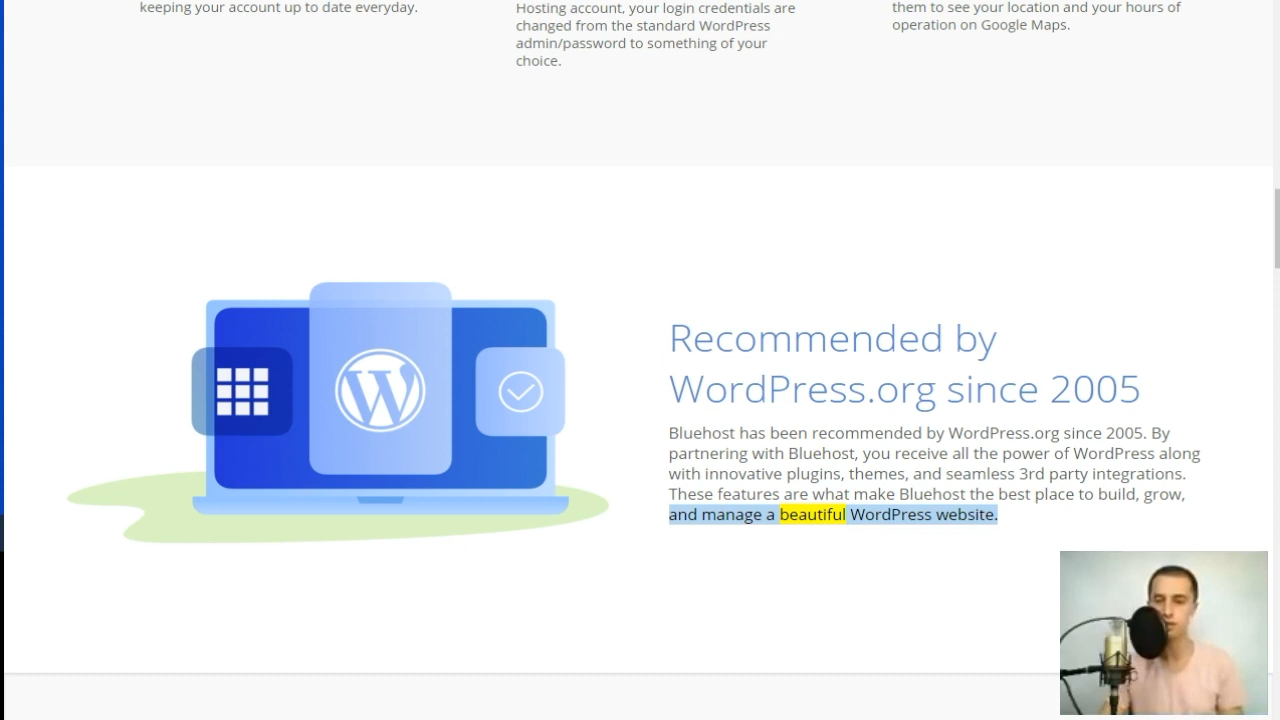 keeping your account up to date everyday.
Hosting account, your login credentials are
changed from the standard WordPress
admin/password to something of your
choice.
them to see your location and your hours of
operation on Google Maps.
Recommended by
WordPress.org since 2005
Bluehost has been recommended by WordPress.org since 2005. By
partnering with Bluehost, you receive all the power of WordPress along
with innovative plugins, themes, and seamless 3rd party integrations.
These features are what make Bluehost the best place to build, grow,
and manage a beautiful WordPress website.